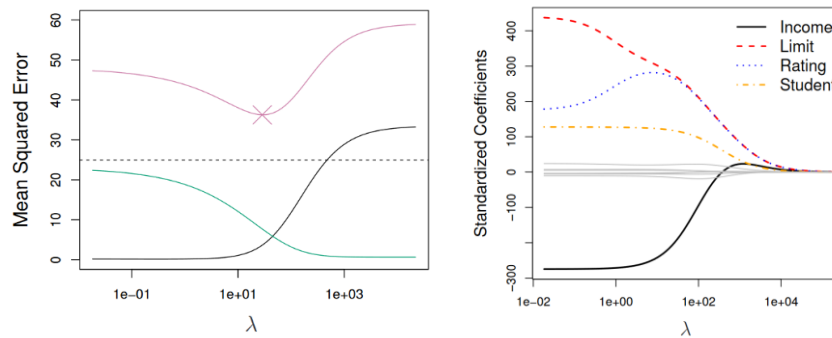 Mean Squared Error
60
50
40
30
20
10
0
1e−01
1e+01
1e+03
λ
Standardized Coefficients
400
300
200
100
0
−100
−300
1e−02
1e+00
1e+02
1e+04
λ
Income
Limit
Rating
Student